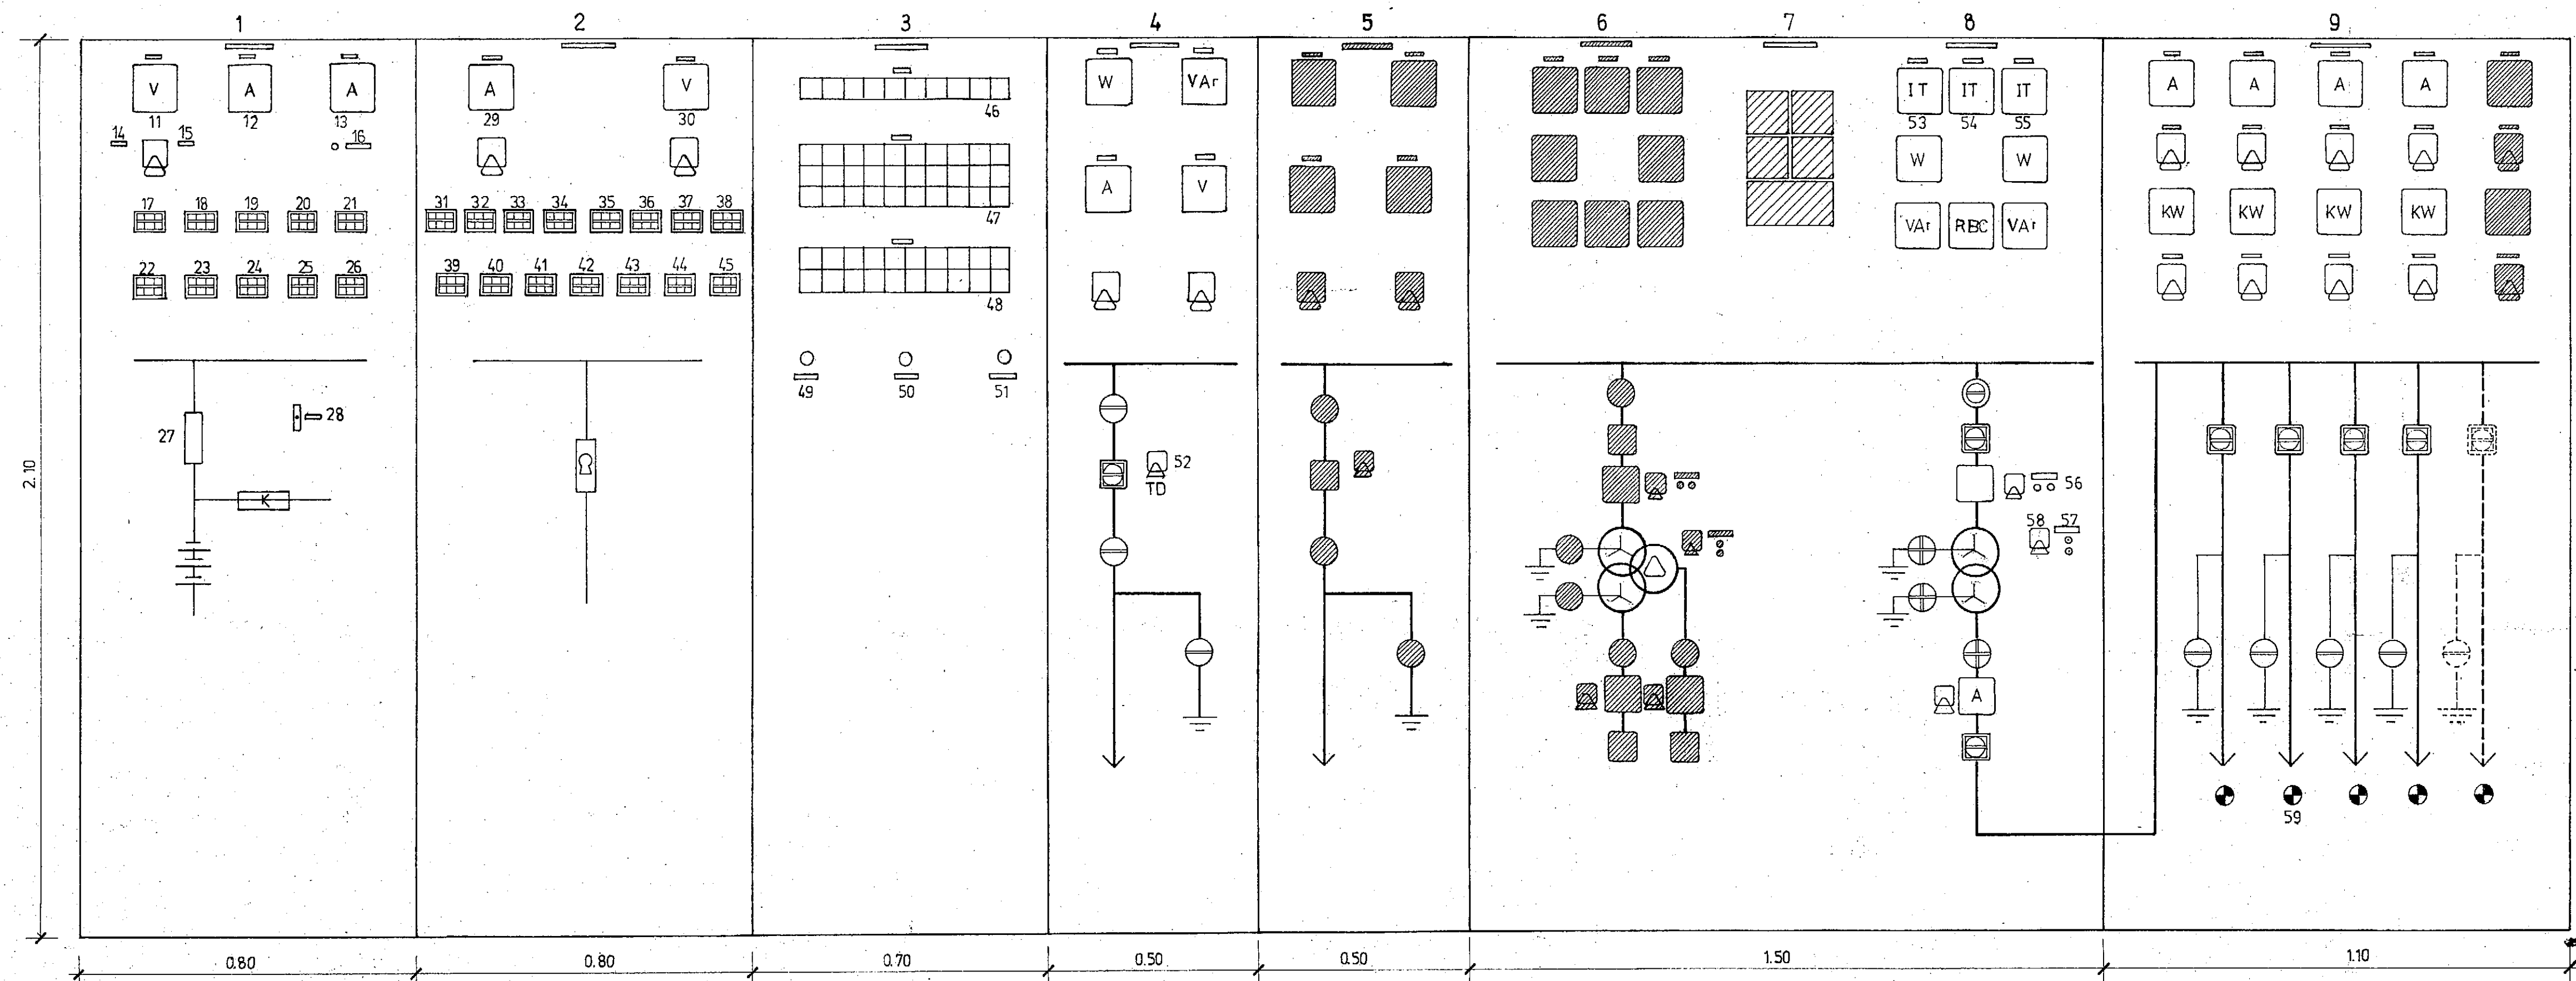 1 2 3 4 5 6 7 8 9
V A A A V W VAr IT IT IT A A A A
11 12 13 29 30 46 53 54 55
14 15 16 W W
A V
17 18 19 20 21 31 32 33 34 35 36 37 38 47 VAr RBC VAr KW KW KW KW
22 23 24 25 26 39 40 41 42 43 44 45 48
49 50 51
28
27 52
TD
56
2.10
K
58 57
A
59
0.80 0.80 0.70 0.50 0.50 1.50 1.10